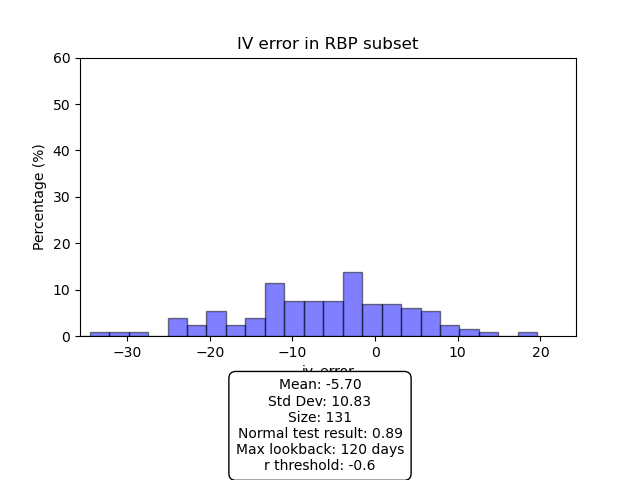 IV error in RBP subset
Percentage (%)
60
50
40
30
20
10
0
−30 −20 −10 0 10 20
iv_error
Mean: -5.70
Std Dev: 10.83
Size: 131
Normal test result: 0.89
Max lookback: 120 days
r threshold: -0.6